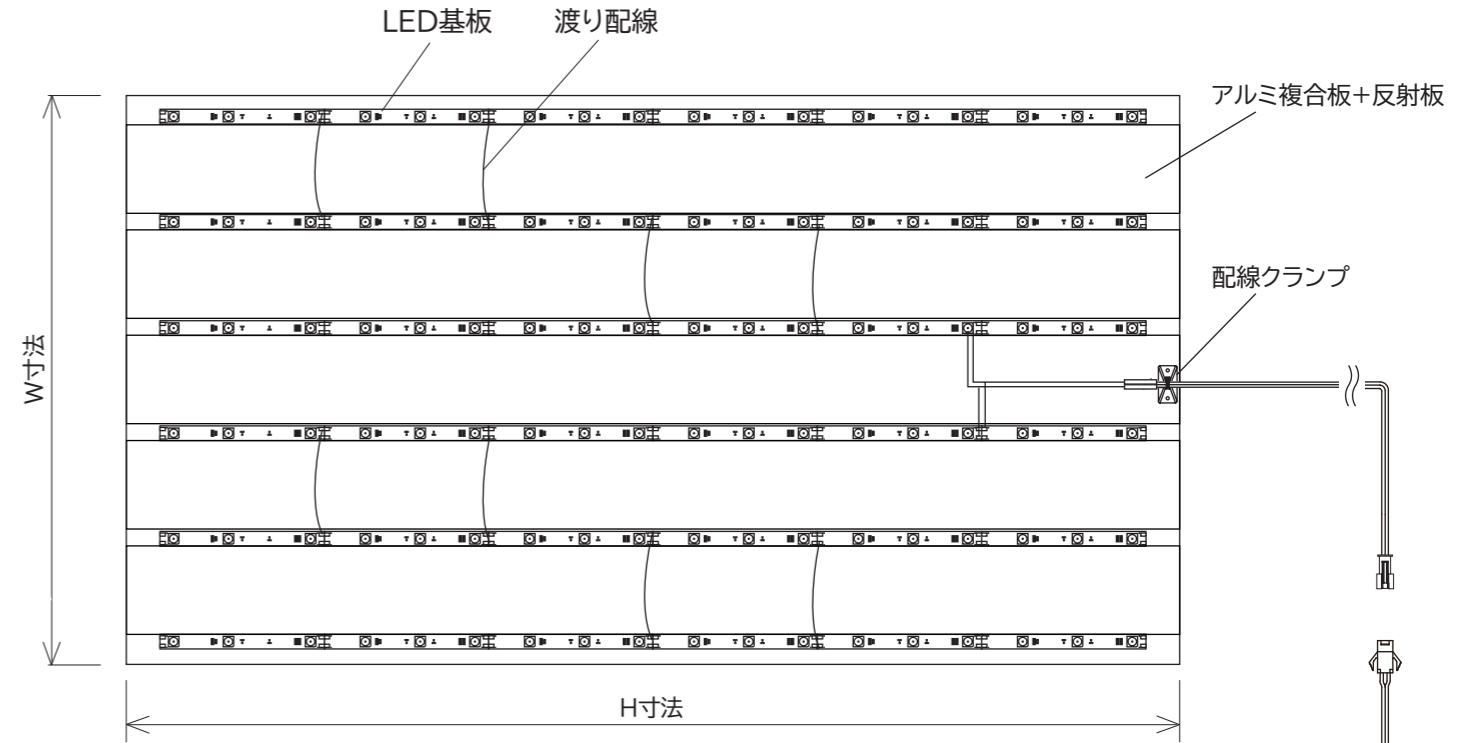 LED基板
渡り配線
アルミ複合板+反射板
配線クランプ
W寸法
H寸法